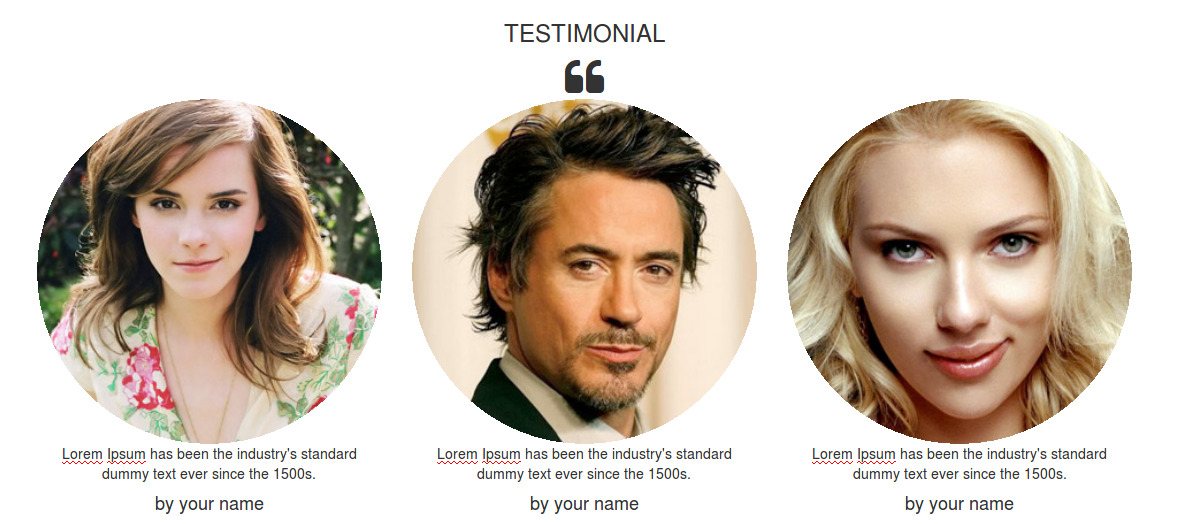 TESTIMONIAL
Lorem Ipsum has been the industry's standard
dummy text ever since the 1500s.
by your name
Lorem Ipsum has been the industry's standard
dummy text ever since the 1500s.
by your name
Lorem Ipsum has been the industry's standard
dummy text ever since the 1500s.
by your name